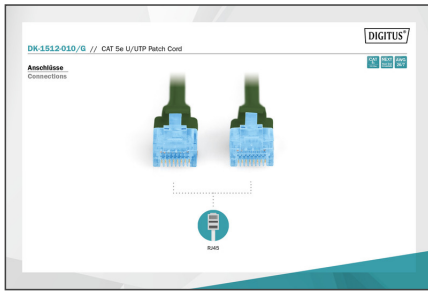 DIGITUS®
DK-1512-010/G // CAT 5e U/UTP Patch Cord
Anschlüsse
Connections
RJ45